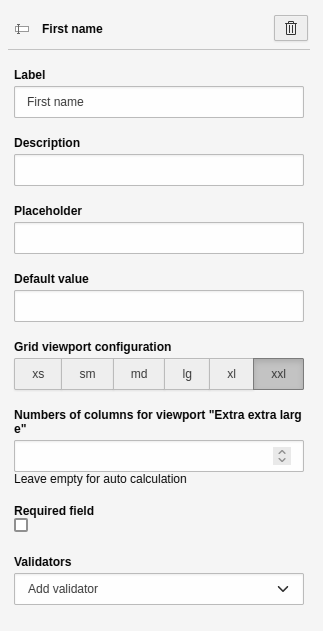 First name
Label
First name
Description
Placeholder
Default value
Grid viewport configuration
xs sm md lg xl xxl
Numbers of columns for viewport "Extra extra larg
e"
Leave empty for auto calculation
Required field
Validators
Add validator